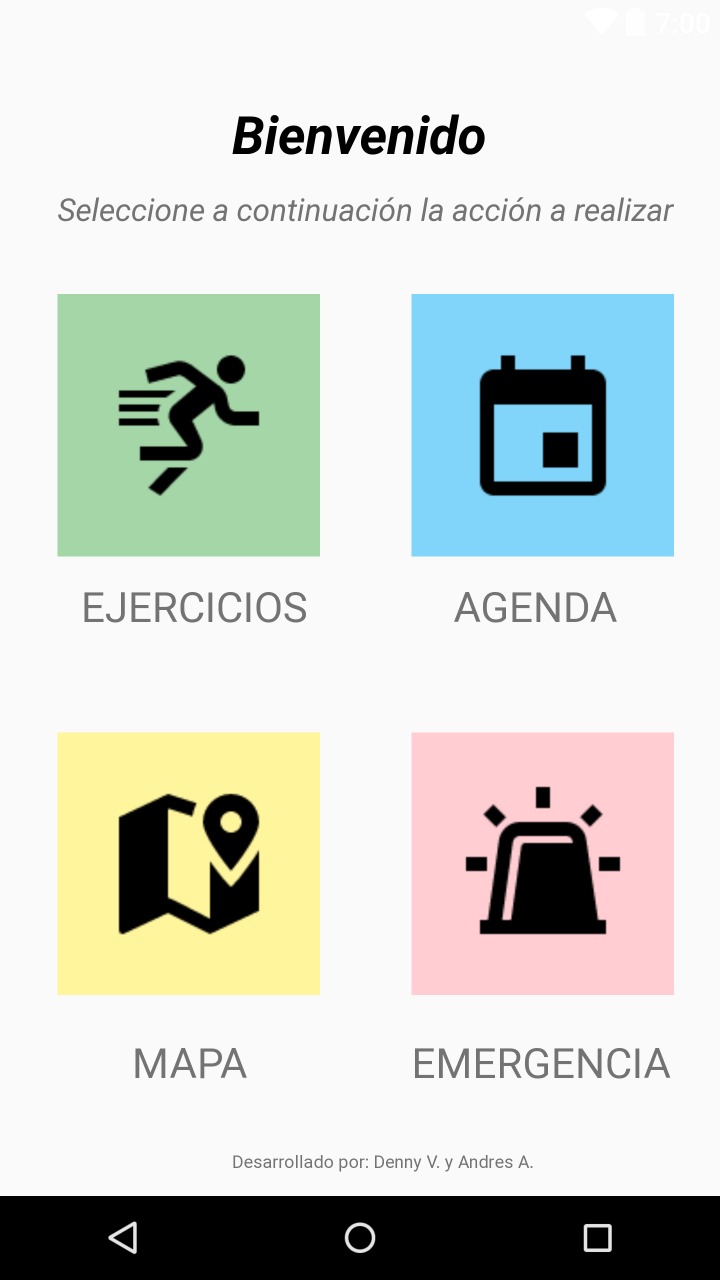 7:00
Bienvenido
Seleccione a continuación la acción a realizar
EJERCICIOS
AGENDA
MAPA
EMERGENCIA
Desarrollado por: Denny V. y Andres A.